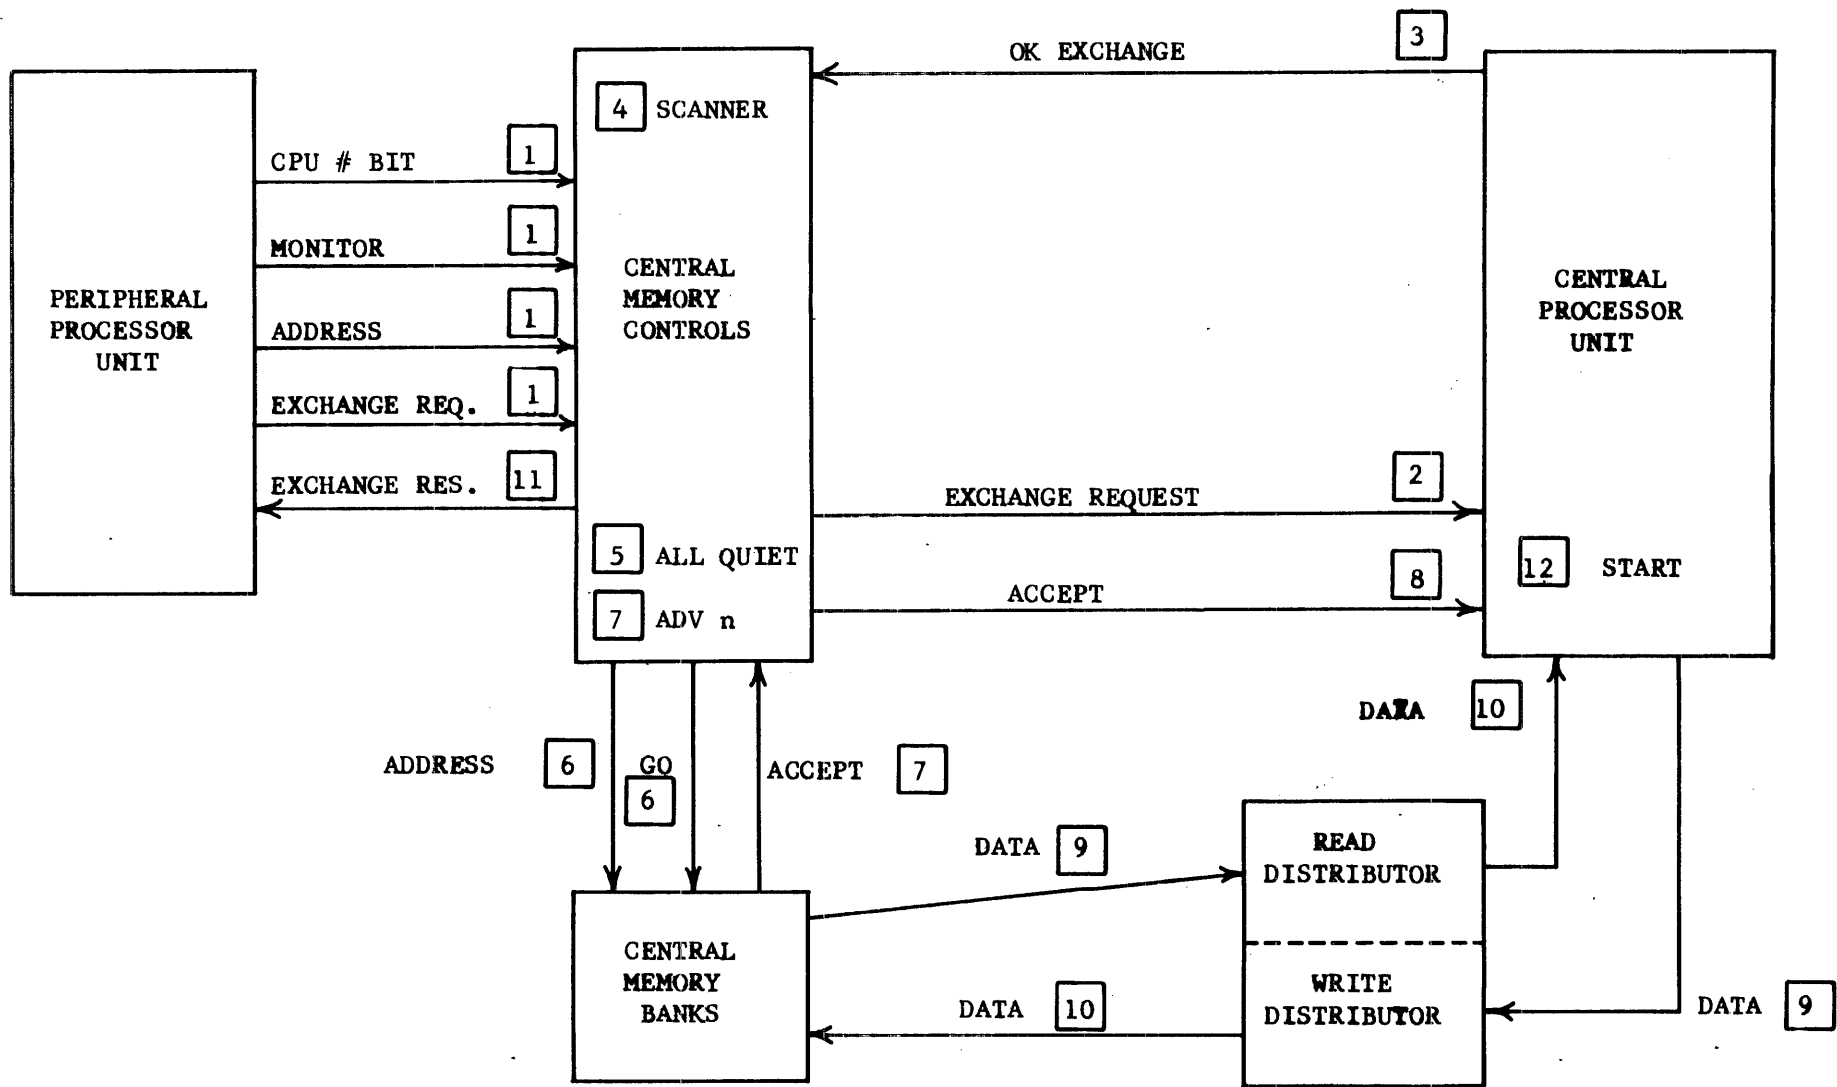 3
OK EXCHANGE
4 SCANNER
CPU # BIT 1
MONITOR 1
ADDRESS 1
EXCHANGE REQ. 1
EXCHANGE RES. 11
PERIPHERAL
PROCESSOR
UNIT
CENTRAL
MEMORY
CONTROLS
CENTRAL
PROCESSOR
UNIT
EXCHANGE REQUEST 2
5 ALL QUIET
7 ADV n
ACCEPT 8
12 START
ADDRESS 6
GO
6
ACCEPT 7
DATA 10
DATA 9
READ
DISTRIBUTOR
CENTRAL
MEMORY
BANKS
DATA 10
WRITE
DISTRIBUTOR
DATA 9